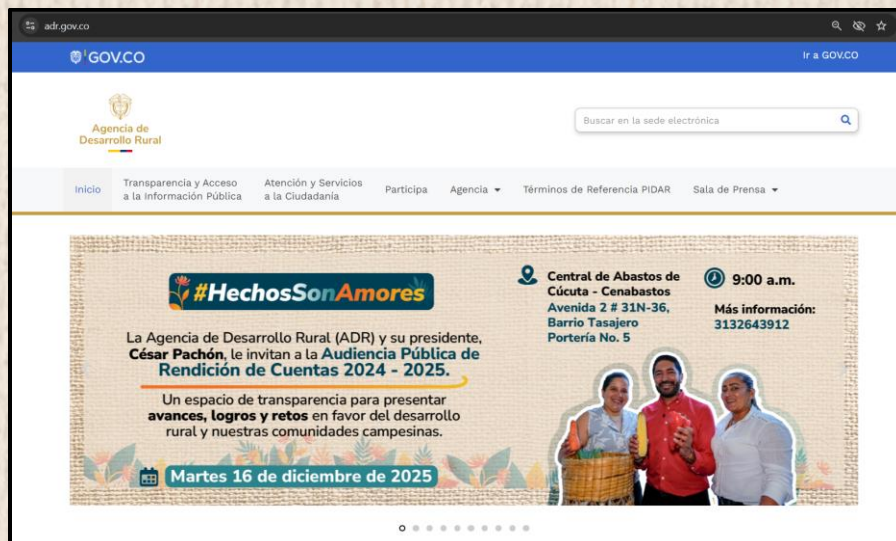 adr.gov.co
GOV.CO
Ir a GOV.CO
Agencia de
Desarrollo Rural
Buscar en la sede electrónica
Inicio
Transparencia y Acceso
a la Información Pública
Atención y Servicios
a la Ciudadanía
Participa
Agencia
Términos de Referencia PIDAR
Sala de Prensa
#HechosSonAmores
La Agencia de Desarrollo Rural (ADR) y su presidente,
César Pachón, le invitan a la Audiencia Pública de
Rendición de Cuentas 2024 - 2025.
Un espacio de transparencia para presentar
avances, logros y retos en favor del desarrollo
rural y nuestras comunidades campesinas.
Martes 16 de diciembre de 2025
Central de Abastos de
Cúcuta - Cenabastos
Avenida 2 # 31N-36,
Barrio Tasajero
Portería No. 5
9:00 a.m.
Más información:
3132643912